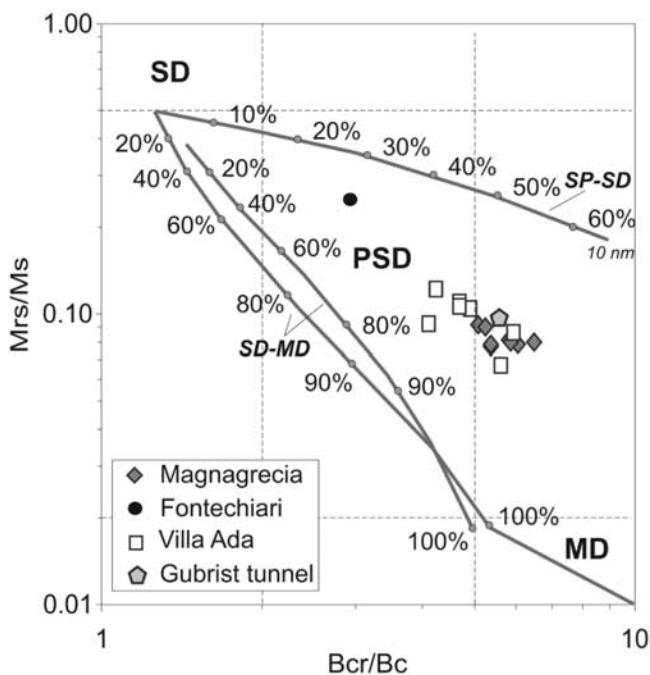 1.00
SD
10%
20%
20%
30%
40%
20%
40%
50%
SP-SD
60%
10 nm
40%
60%
60%
PSD
Mrs/Ms
0.10
80%
80%
SD-MD
90%
90%
Magnagrecia
Fontechiari
Villa Ada
Gubrist tunnel
100%
100%
MD
0.01
1
10
Bcr/Bc